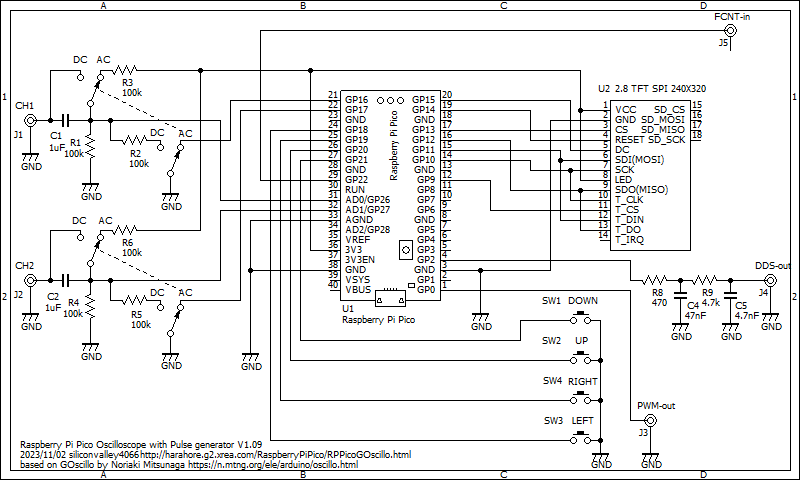 A B C D
FCNT-in
J5
DC AC
R3
100k
1
CH1
J1
C1
1uF
R1
100k
GND
GND
R2
100k
DC
AC
GND
21 GP16
22 GP17
23 GND
24 GP18
25 GP19
26 GP20
27 GP21
28 GND
29 GP22
30 RUN
31 AD0/GP26
32 AD1/GP27
33 AGND
34 AD2/GP28
35 VREF
36 3V3
37 3V3EN
38 GND
39 VSYS
40 VBUS
Raspberry Pi Pico
GP15 20
GP14 19
GND 18
GP13 17
GP12 16
GP11 15
GP10 14
GND 13
GP9 12
GP8 11
GP7 10
GP6 9
GND 8
GP5 7
GP4 6
GP3 5
GP2 4
GND 3
GP1 2
GP0 1
U1
Raspberry Pi Pico
U2 2.8 TFT SPI 240X320
1 VCC SD_CS 15
2 GND SD_MOSI 16
3 CS SD_MISO 17
4 RESET SD_SCK 18
5 DC
6 SDI(MOSI)
7 SCK
8 LED
9 SDO(MISO)
10 T_CLK
11 T_CS
12 T_DIN
13 T_DO
14 T_IRQ
1
DC AC
R6
100k
2
CH2
J2
C2
1uF
R4
100k
GND
GND
R5
100k
DC AC
GND
GND
GND
R8
470
C4
47nF
R9
4.7k
C5
4.7nF
DDS-out
J4
GND
GND
GND
2
SW1 DOWN
SW2 UP
SW4 RIGHT
SW3 LEFT
GND
PWM-out
J3
GND
Raspberry Pi Pico Oscilloscope with Pulse generator V1.09
2023/11/02 siliconvalley4066http://harahore.g2.xrea.com/RaspberryPiPico/RPPicoGOscillo.html
based on GOscillo by Noriaki Mitsunaga https://n.mtng.org/ele/arduino/oscillo.html
A B C D